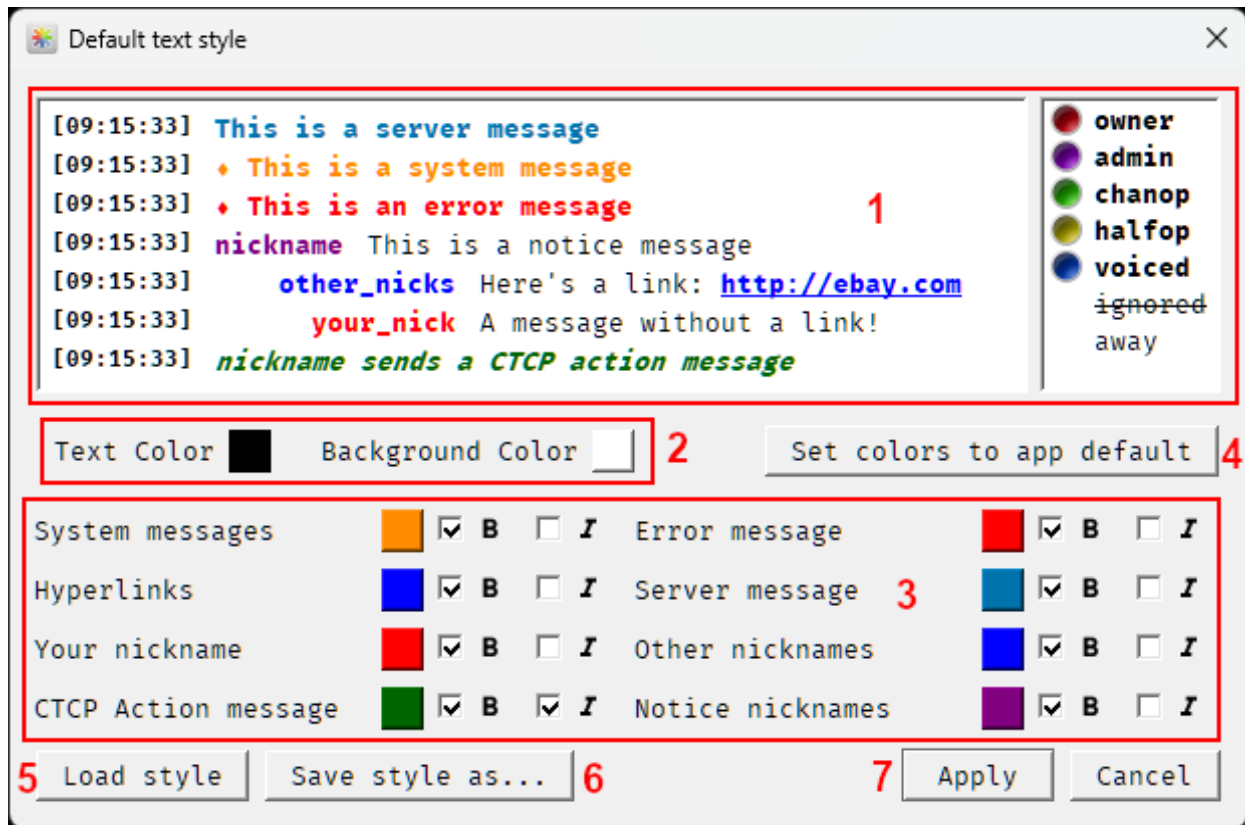 Default text style
[09:15:33] This is a server message
[09:15:33] ♦ This is a system message
[09:15:33] ♦ This is an error message
[09:15:33] nickname This is a notice message
[09:15:33] other_nicks Here's a link: http://ebay.com
[09:15:33] your_nick A message without a link!
[09:15:33] nickname sends a CTCP action message
1
owner
admin
chanop
halfop
voiced
ignored
away
Text Color Background Color 2 Set colors to app default 4
System messages B I Error message B I
Hyperlinks B I Server message 3 B I
Your nickname B I Other nicknames B I
CTCP Action message B I Notice nicknames B I
5 Load style Save style as... 6 7 Apply Cancel